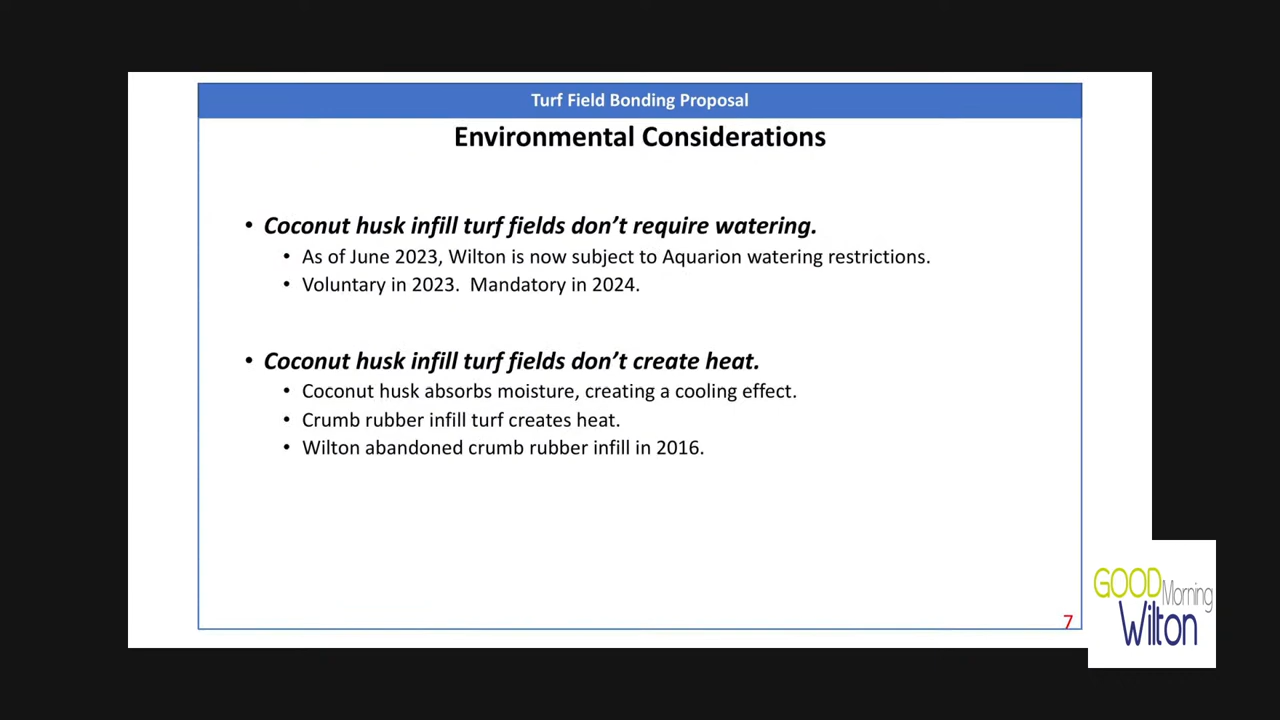 Turf Field Bonding Proposal
Environmental Considerations
• Coconut husk infill turf fields don’t require watering.
• As of June 2023, Wilton is now subject to Aquarion watering restrictions.
• Voluntary in 2023.  Mandatory in 2024.
• Coconut husk infill turf fields don’t create heat.
• Coconut husk absorbs moisture, creating a cooling effect.
• Crumb rubber infill turf creates heat.
• Wilton abandoned crumb rubber infill in 2016.
7
GOOD Morning
Wilton